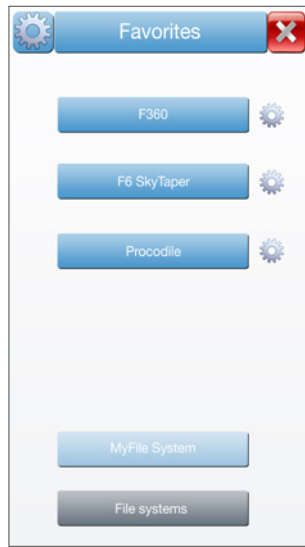 Favorites
F360
F6 SkyTaper
Procodile
MyFile System
File systems